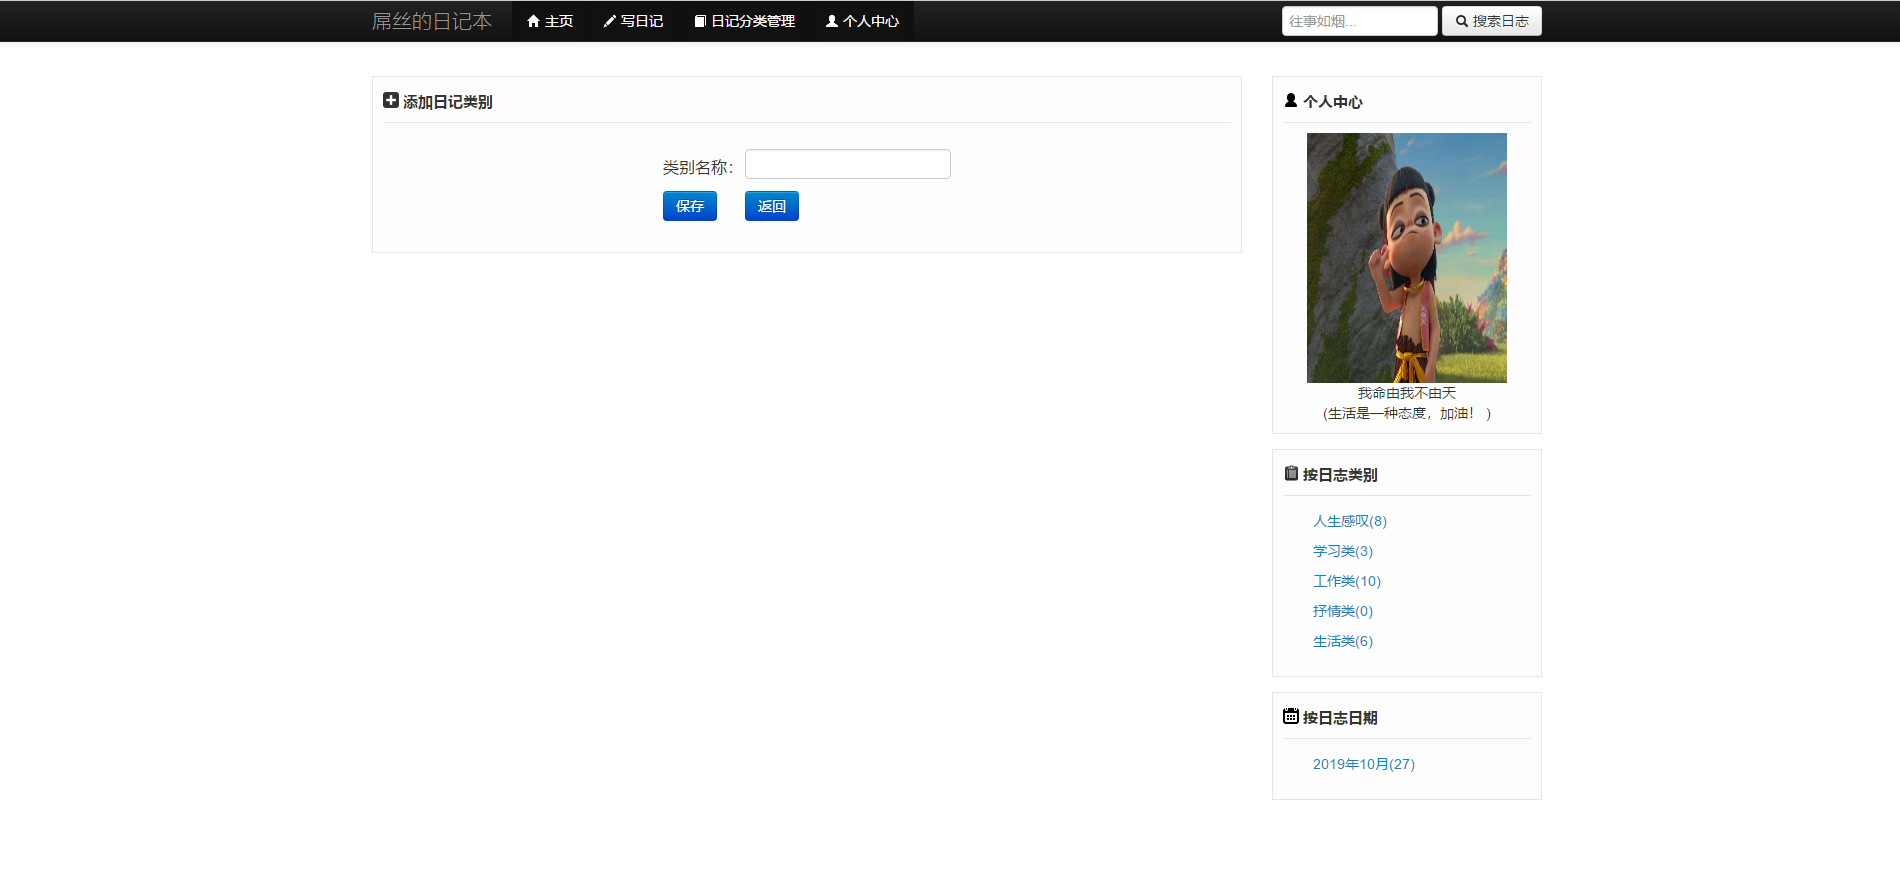 屌丝的日记本 主页 写日记 日记分类管理 个人中心 往事如烟... 搜索日志
添加日记类别
类别名称：
保存 返回
个人中心
我命由我不由天
(生活是一种态度，加油！ )
按日志类别
人生感叹(8)
学习类(3)
工作类(10)
抒情类(0)
生活类(6)
按日志日期
2019年10月(27)